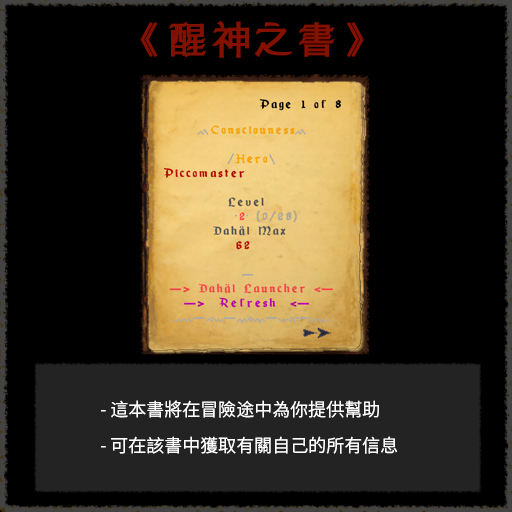 《醒神之書》
Page 1 of 8
Consciouness
/Hero\
Piccomaster
Level
2 (0/28)
Dahäl Max
62
—> Dahäl Launcher <—
—> Refresh <—
- 這本書將在冒險途中為你提供幫助
- 可在該書中獲取有關自己的所有信息